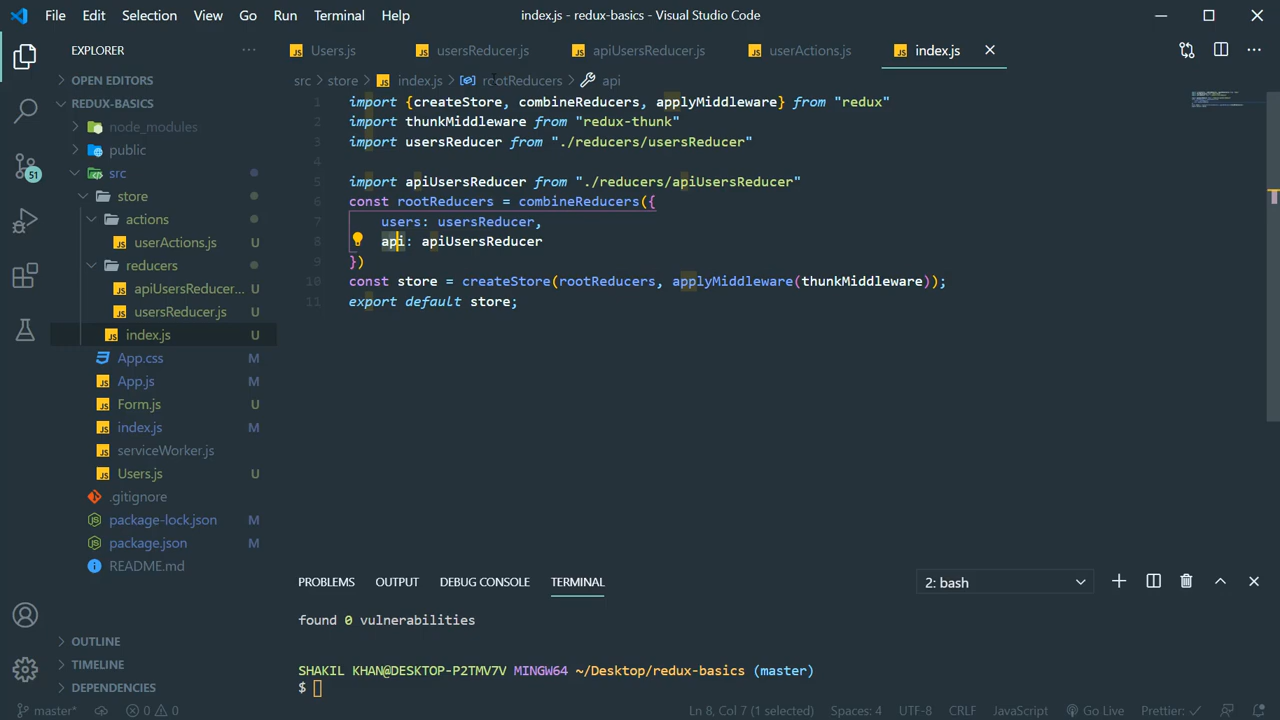 File Edit Selection View Go Run Terminal Help index.js - redux-basics - Visual Studio Code
EXPLORER
Users.js usersReducer.js apiUsersReducer.js userActions.js index.js
src store index.js rootReducers api
OPEN EDITORS
REDUX-BASICS
node_modules
public
src
store
actions
userActions.js
reducers
apiUsersReducer...
usersReducer.js
index.js
App.css
App.js
Form.js
index.js
serviceWorker.js
Users.js
.gitignore
package-lock.json
package.json
README.md
OUTLINE
TIMELINE
DEPENDENCIES
U
U
U
U
M
M
U
M
U
M
M
51
1 import {createStore, combineReducers, applyMiddleware} from "redux"
2 import thunkMiddleware from "redux-thunk"
3 import usersReducer from "./reducers/usersReducer"
4
5 import apiUsersReducer from "./reducers/apiUsersReducer"
6 const rootReducers = combineReducers({
7 users: usersReducer,
8 api: apiUsersReducer
9 })
10 const store = createStore(rootReducers, applyMiddleware(thunkMiddleware));
11 export default store;
PROBLEMS OUTPUT DEBUG CONSOLE TERMINAL 2: bash
found 0 vulnerabilities
SHAKIL KHAN@DESKTOP-P2TMV7V MINGW64 ~/Desktop/redux-basics (master)
$
master* 0 0 Ln 8, Col 7 (1 selected) Spaces: 4 UTF-8 CRLF JavaScript Go Live Prettier: